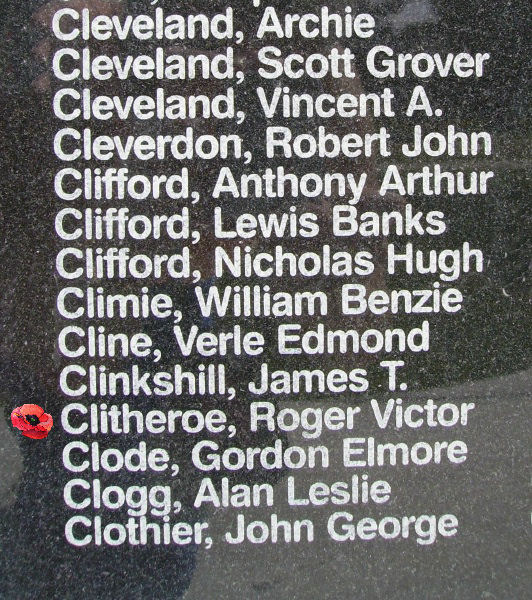 Cleveland, Archie
Cleveland, Scott Grover
Cleveland, Vincent A.
Cleverdon, Robert John
Clifford, Anthony Arthur
Clifford, Lewis Banks
Clifford, Nicholas Hugh
Climie, William Benzie
Cline, Verle Edmond
Clinkshill, James T.
Clitheroe, Roger Victor
Clode, Gordon Elmore
Clogg, Alan Leslie
Clothier, John George